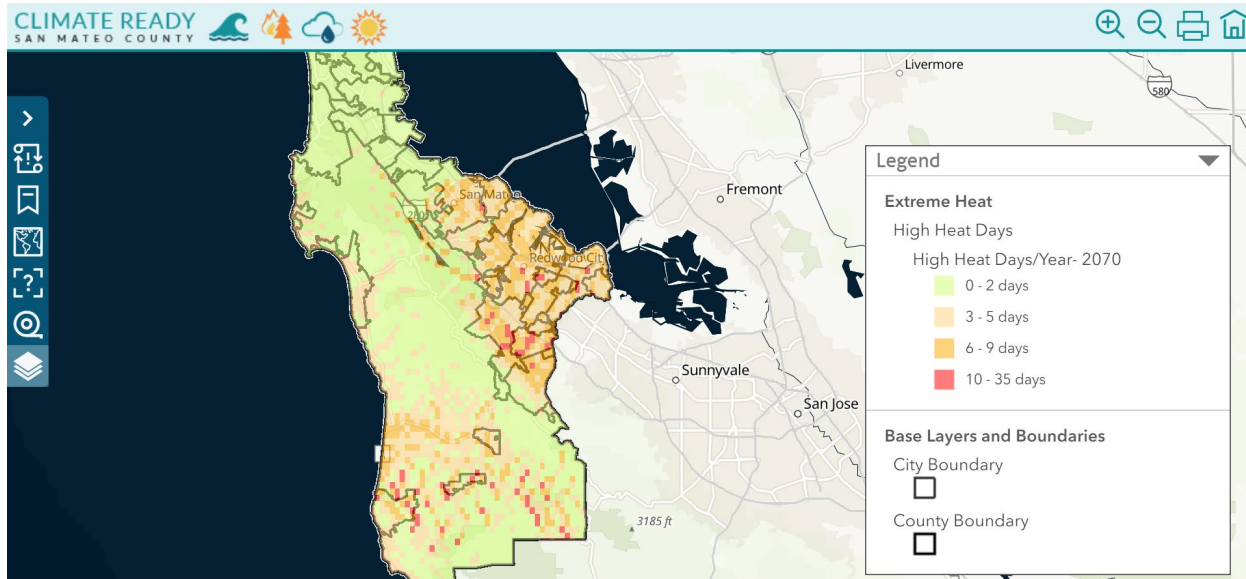 CLIMATE READY
SAN MATEO COUNTY
Livermore
580
Fremont
San Mateo
Redwood City
Sunnyvale
San Jose
3185 ft
Legend
Extreme Heat
High Heat Days
High Heat Days/Year- 2070
0 - 2 days
3 - 5 days
6 - 9 days
10 - 35 days
Base Layers and Boundaries
City Boundary
County Boundary